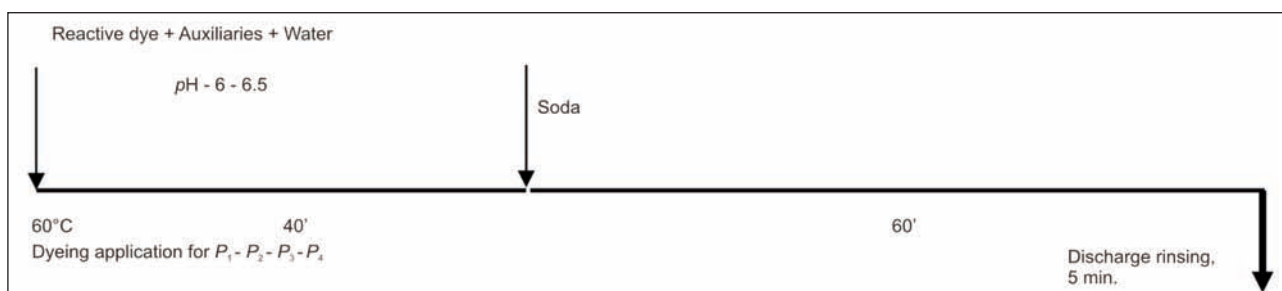 Reactive dye + Auxiliaries + Water
pH - 6 - 6.5
Soda
60°C
40’
60’
Dyeing application for P₁ - P₂ - P₃ - P₄
Discharge rinsing,
5 min.